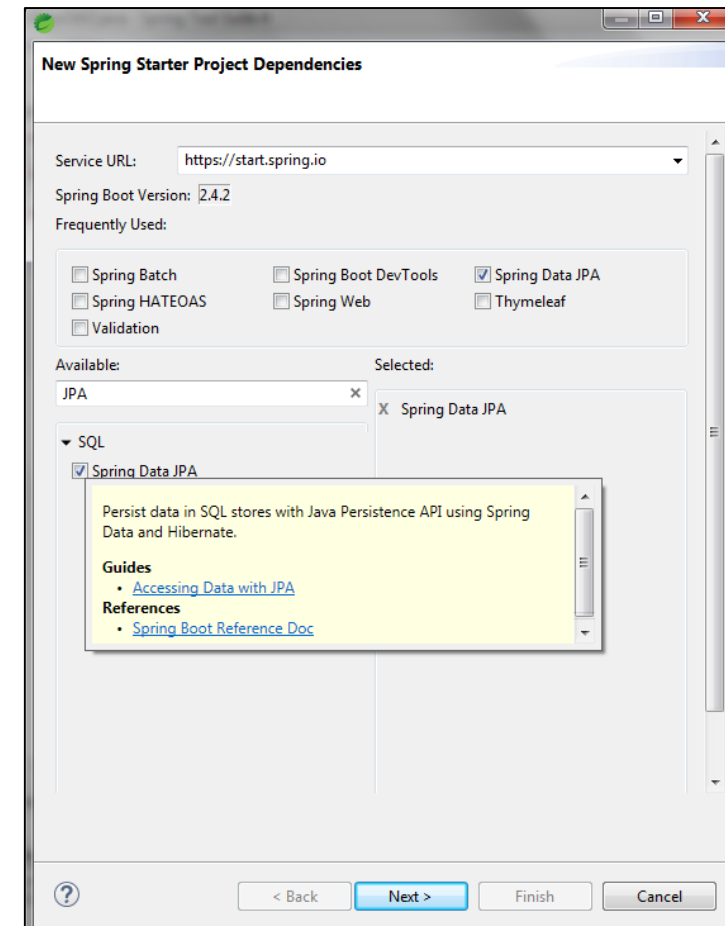 New Spring Starter Project Dependencies
Service URL: https://start.spring.io
Spring Boot Version: 2.4.2
Frequently Used:
Spring Batch Spring Boot DevTools Spring Data JPA
Spring HATEOAS Spring Web Thymeleaf
Validation
Available: Selected:
JPA
X Spring Data JPA
SQL
Spring Data JPA
Persist data in SQL stores with Java Persistence API using Spring
Data and Hibernate.
Guides
• Accessing Data with JPA
References
• Spring Boot Reference Doc
? < Back Next > Finish Cancel